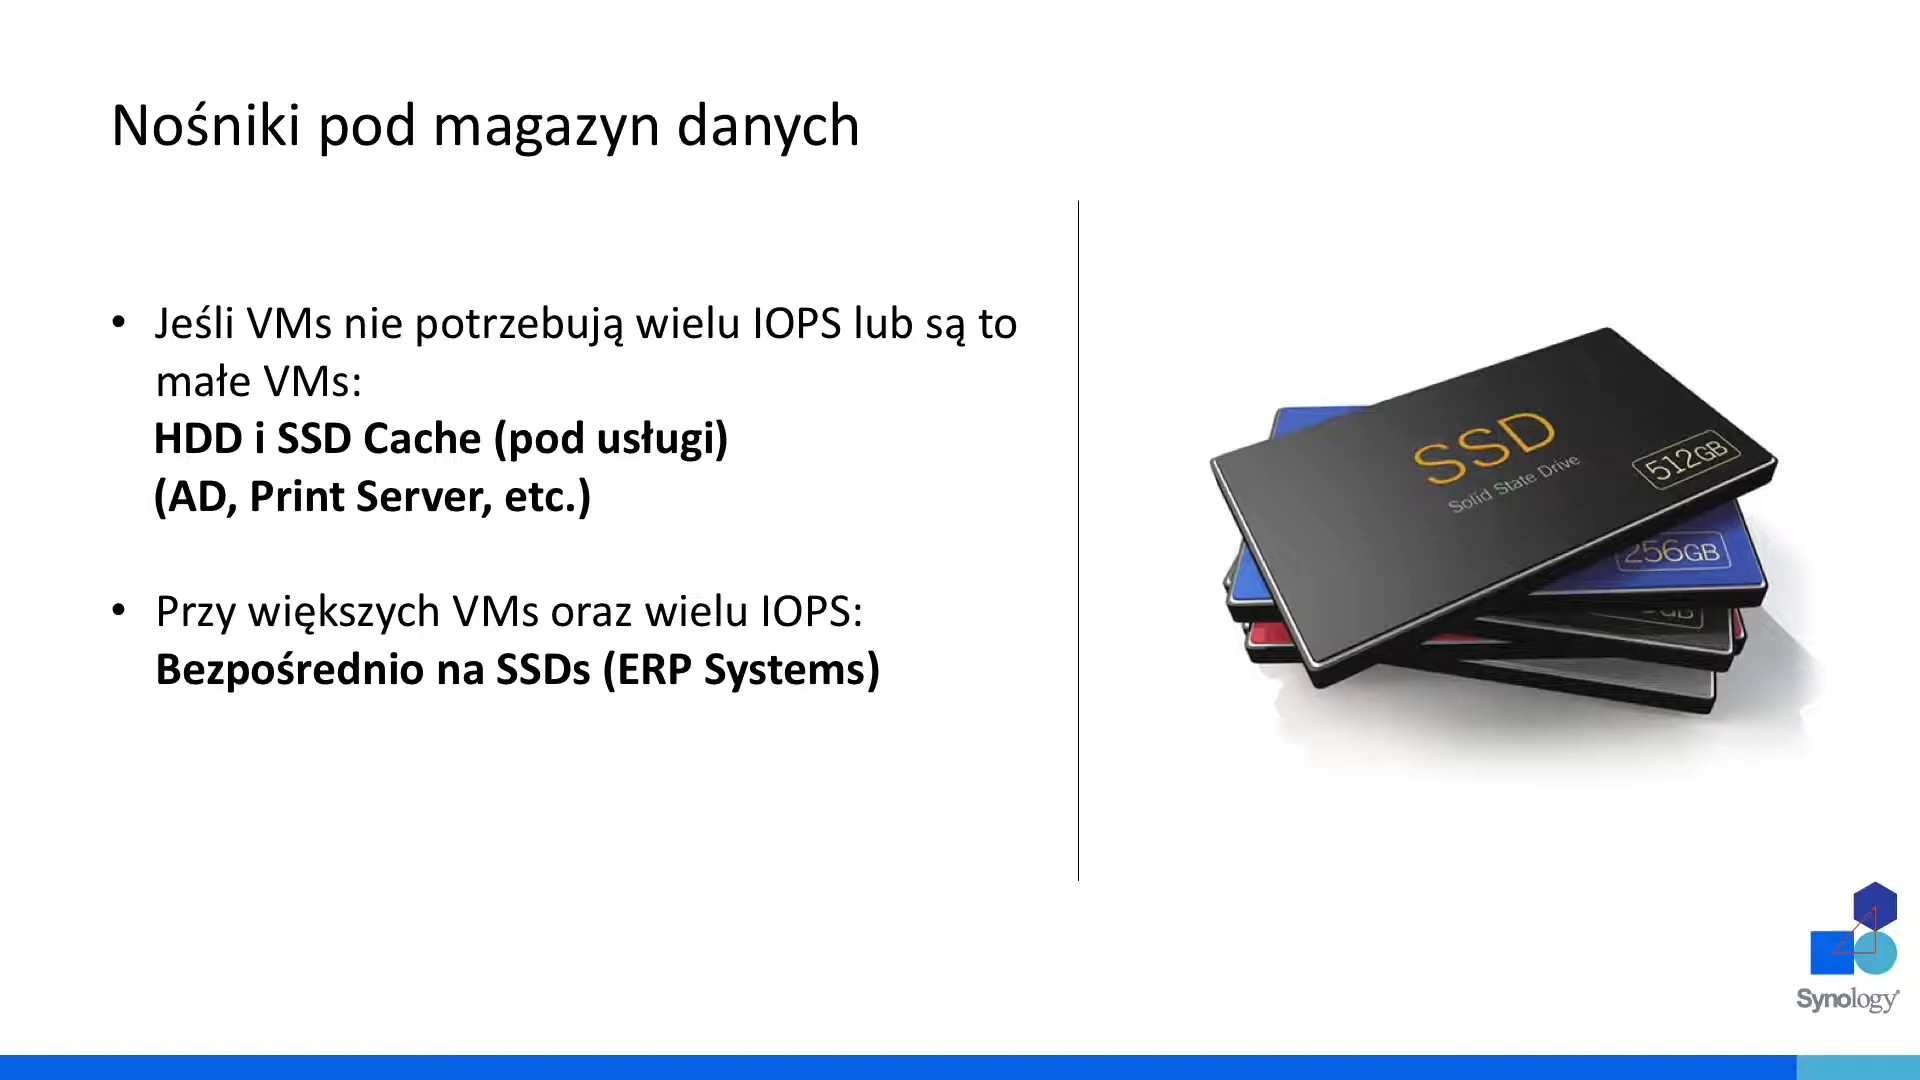 Nośniki pod magazyn danych
• Jeśli VMs nie potrzebują wielu IOPS lub są to
małe VMs:
HDD i SSD Cache (pod usługi)
(AD, Print Server, etc.)
• Przy większych VMs oraz wielu IOPS:
Bezpośrednio na SSDs (ERP Systems)
SSD
Solid State Drive
512GB
256GB
GB
Synology